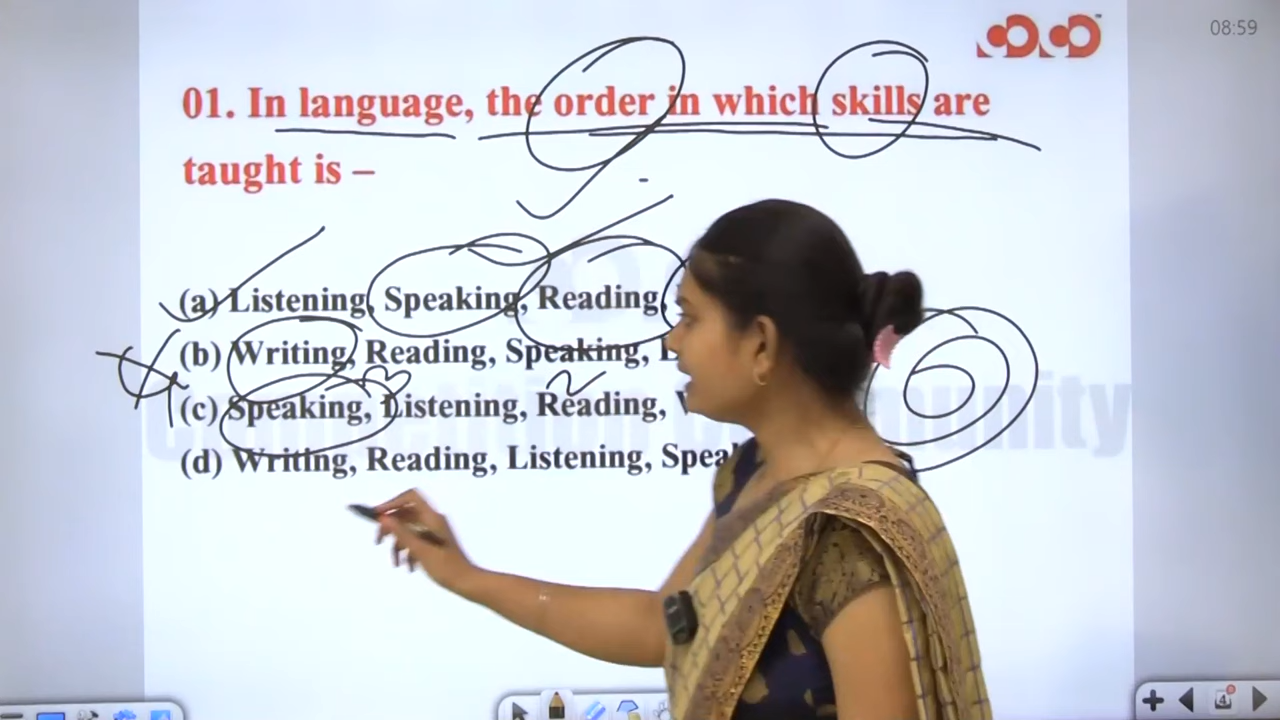 08:59
01. In language, the order in which skills are
taught is –
(a) Listening, Speaking, Reading,
(b) Writing, Reading, Speaking,
(c) Speaking, Listening, Reading,
(d) Writing, Reading, Listening,
4